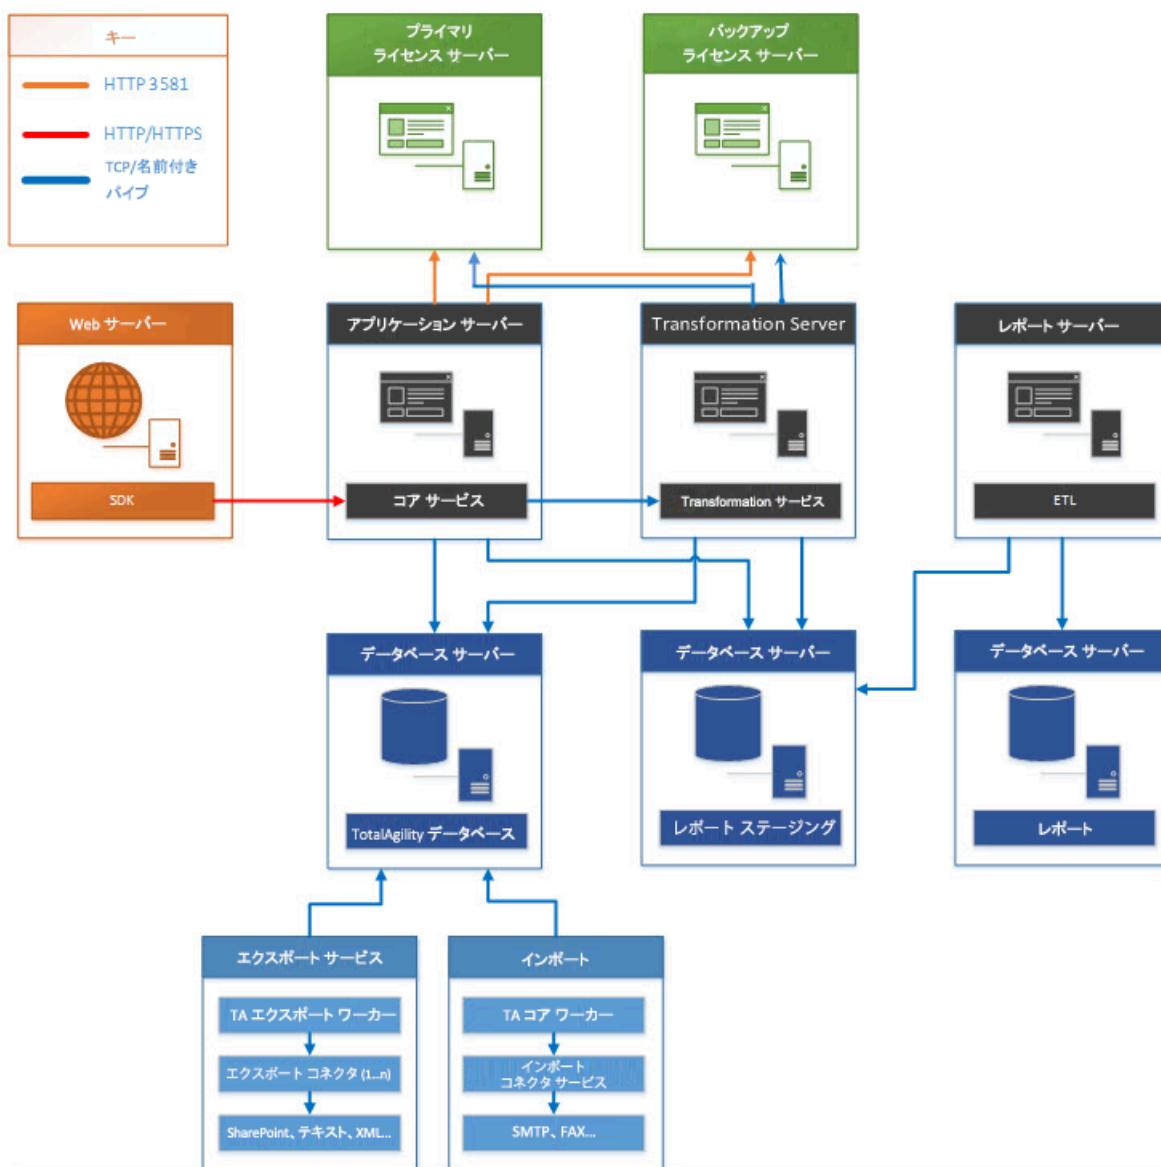 キー
HTTP 3581
HTTP/HTTPS
TCP/名前付き
パイプ
プライマリ
ライセンス サーバー
バックアップ
ライセンス サーバー
Web サーバー
SDK
アプリケーション サーバー
コア サービス
Transformation Server
Transformation サービス
レポート サーバー
ETL
データベース サーバー
TotalAgility データベース
データベース サーバー
レポート ステージング
データベース サーバー
レポート
エクスポート サービス
TA エクスポート ワーカー
エクスポート コネクタ (1...n)
SharePoint、テキスト、XML...
インポート
TA コア ワーカー
インポート
コネクタ サービス
SMTP、FAX...